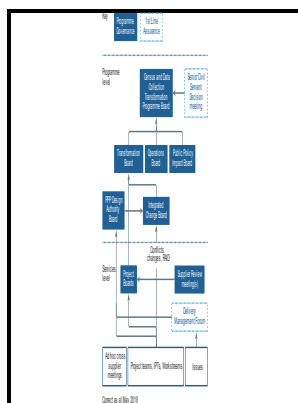 Key
Programme
Governance
1st Line
Assurance
Programme
level
Census and Data
Collection
Transformation
Programme Board
Senior Civil
Servant
Decision
meeting
Transformation
Board
Operations
Board
Public Policy
Impact Board
PPP Design
Authority
Board
Integrated
Change Board
Conflicts,
changes, RAID
Services
level
Project
Boards
Supplier Review
meeting(s)
Delivery
Management Forum
Ad hoc cross
supplier
meetings
Project teams, IPTs, Workstreams
Issues
Correct as at May 2019